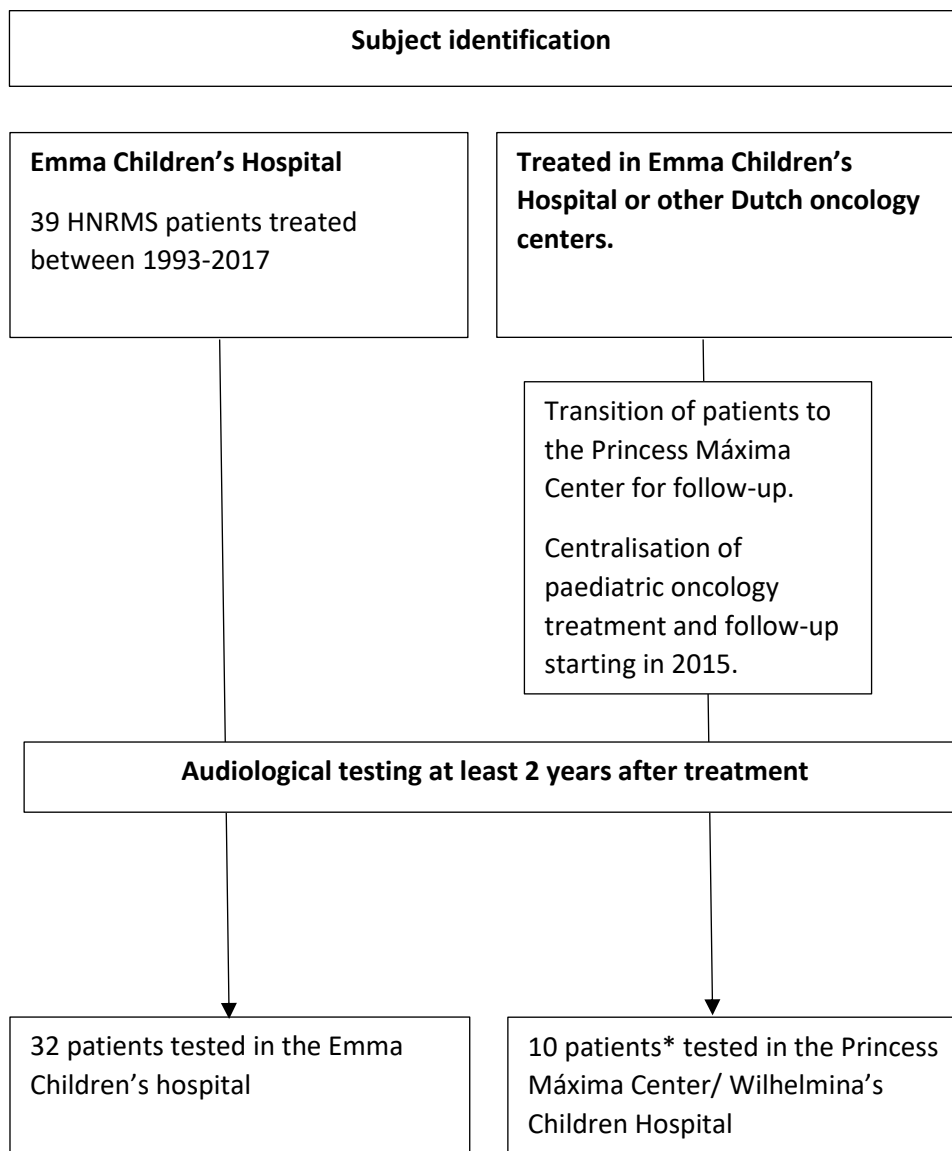 Subject identification
Emma Children’s Hospital
39 HNRMS patients treated
between 1993-2017
Treated in Emma Children’s
Hospital or other Dutch oncology
centers.
Transition of patients to
the Princess Máxima
Center for follow-up.
Centralisation of
paediatric oncology
treatment and follow-up
starting in 2015.
Audiological testing at least 2 years after treatment
32 patients tested in the Emma
Children’s hospital
10 patients* tested in the Princess
Máxima Center/ Wilhelmina’s
Children Hospital